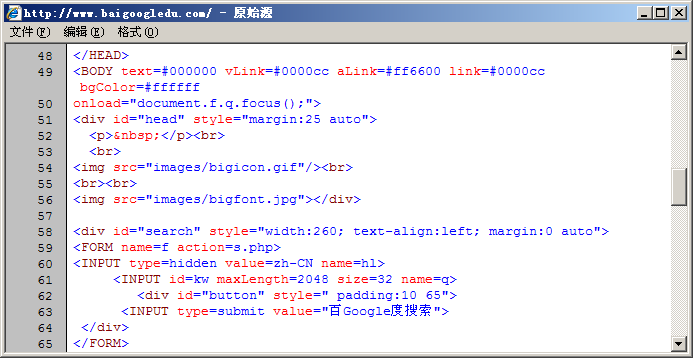 http://www.baigoogledu.com/ - 原始源
文件(F) 编辑(E) 格式(O)
48 </HEAD>
49 <BODY text=#000000 vLink=#0000cc aLink=#ff6600 link=#0000cc
bgColor=#ffffff
50 onload="document.f.q.focus();">
51 <div id="head" style="margin:25 auto">
52 <p>&nbsp;</p><br>
53 <br>
54 <img src="images/bigicon.gif"/><br>
55 <br><br>
56 <img src="images/bigfont.jpg"></div>
57
58 <div id="search" style="width:260; text-align:left; margin:0 auto">
59 <FORM name=f action=s.php>
60 <INPUT type=hidden value=zh-CN name=hl>
61 <INPUT id=kw maxLength=2048 size=32 name=q>
62 <div id="button" style=" padding:10 65">
63 <INPUT type=submit value="百Google度搜索">
64 </div>
65 </FORM>